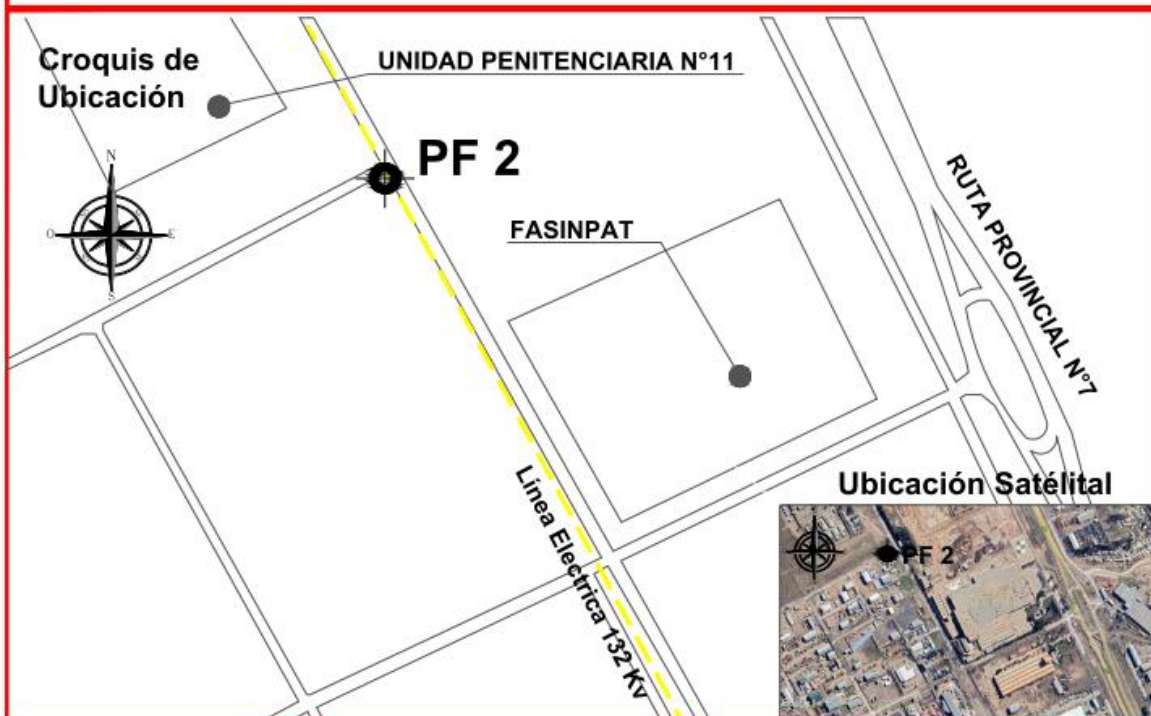 Croquis de
Ubicación
UNIDAD PENITENCIARIA N°11
N
O
E
S
PF 2
FASINPAT
RUTA PROVINCIAL N°7
Linea Electrica 132 Kv
Ubicación Satélital
PF 2